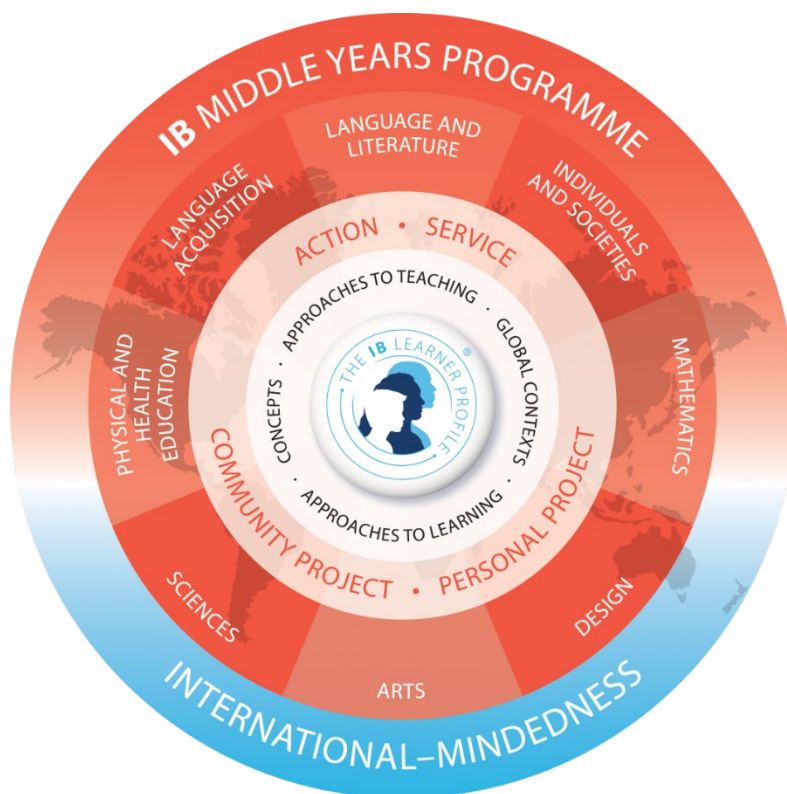 IB MIDDLE YEARS PROGRAMME
LANGUAGE AND
LITERATURE
INDIVIDUALS
AND SOCIETIES
MATHEMATICS
DESIGN
ARTS
SCIENCES
PHYSICAL AND
HEALTH
EDUCATION
LANGUAGE
ACQUISITION
ACTION • SERVICE
PERSONAL PROJECT
•
COMMUNITY PROJECT
APPROACHES TO TEACHING •
GLOBAL CONTEXTS •
APPROACHES TO LEARNING •
CONCEPTS •
• THE IB LEARNER PROFILE • ®
INTERNATIONAL–MINDEDNESS